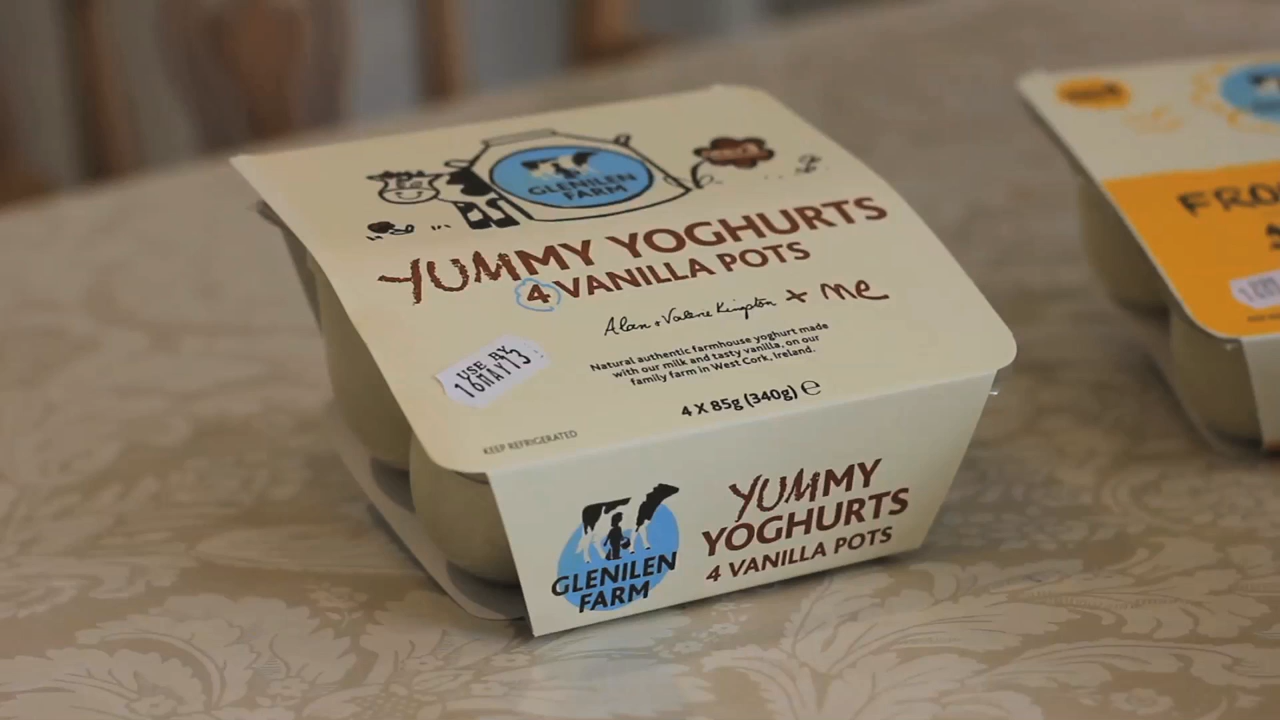 GLENILEN
FARM
YUMMY YOGHURTS
4 VANILLA POTS
Alan + Valerie Kingston + me
Natural authentic farmhouse yoghurt made
with our milk and tasty vanilla, on our
family farm in West Cork, Ireland.
USE BY
16MAY13
4 X 85g (340g) e
KEEP REFRIGERATED
GLENILEN
FARM
YUMMY
YOGHURTS
4 VANILLA POTS